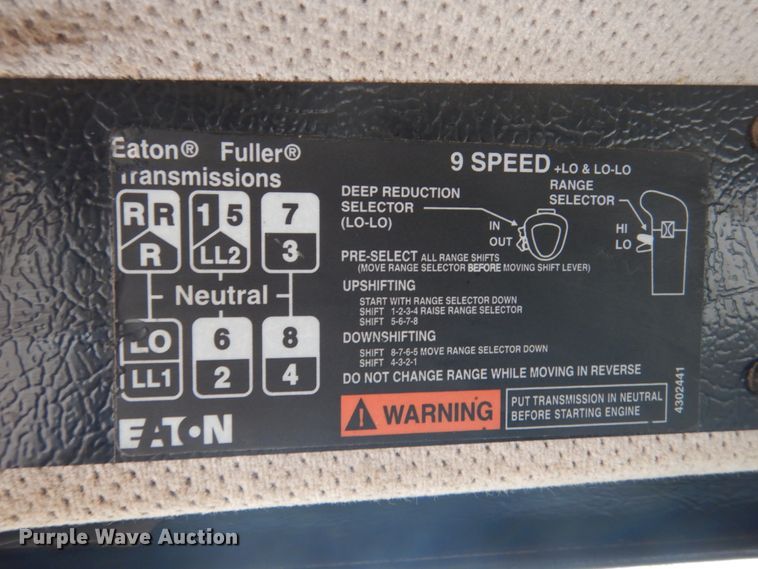 Eaton® Fuller®
Transmissions
9 SPEED +LO & LO-LO
RANGE
SELECTOR
DEEP REDUCTION
SELECTOR
(LO-LO)
IN
OUT
HI
LO
R R
R
1 5
LL2
7
3
Neutral
LO
LL1
6
2
8
4
PRE-SELECT ALL RANGE SHIFTS
(MOVE RANGE SELECTOR BEFORE MOVING SHIFT LEVER)
UPSHIFTING
START WITH RANGE SELECTOR DOWN
SHIFT 1-2-3-4 RAISE RANGE SELECTOR
SHIFT 5-6-7-8
DOWNSHIFTING
SHIFT 8-7-6-5 MOVE RANGE SELECTOR DOWN
SHIFT 4-3-2-1
DO NOT CHANGE RANGE WHILE MOVING IN REVERSE
WARNING
PUT TRANSMISSION IN NEUTRAL
BEFORE STARTING ENGINE
4302441
EATON
Purple Wave Auction